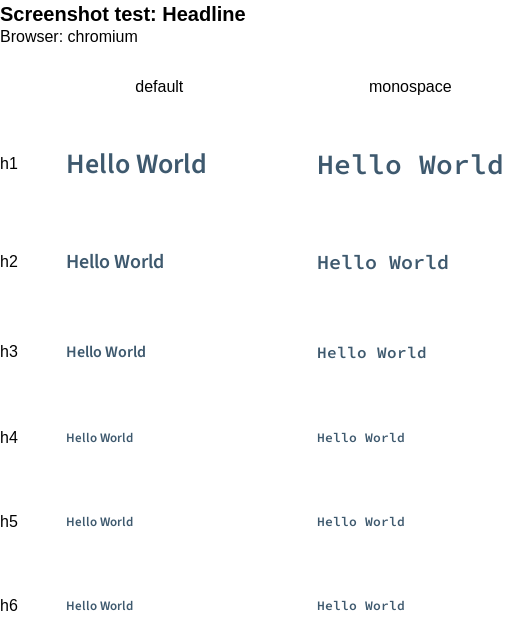 Screenshot test: Headline
Browser: chromium
default monospace
h1 Hello World Hello World
h2 Hello World Hello World
h3 Hello World Hello World
h4 Hello World Hello World
h5 Hello World Hello World
h6 Hello World Hello World